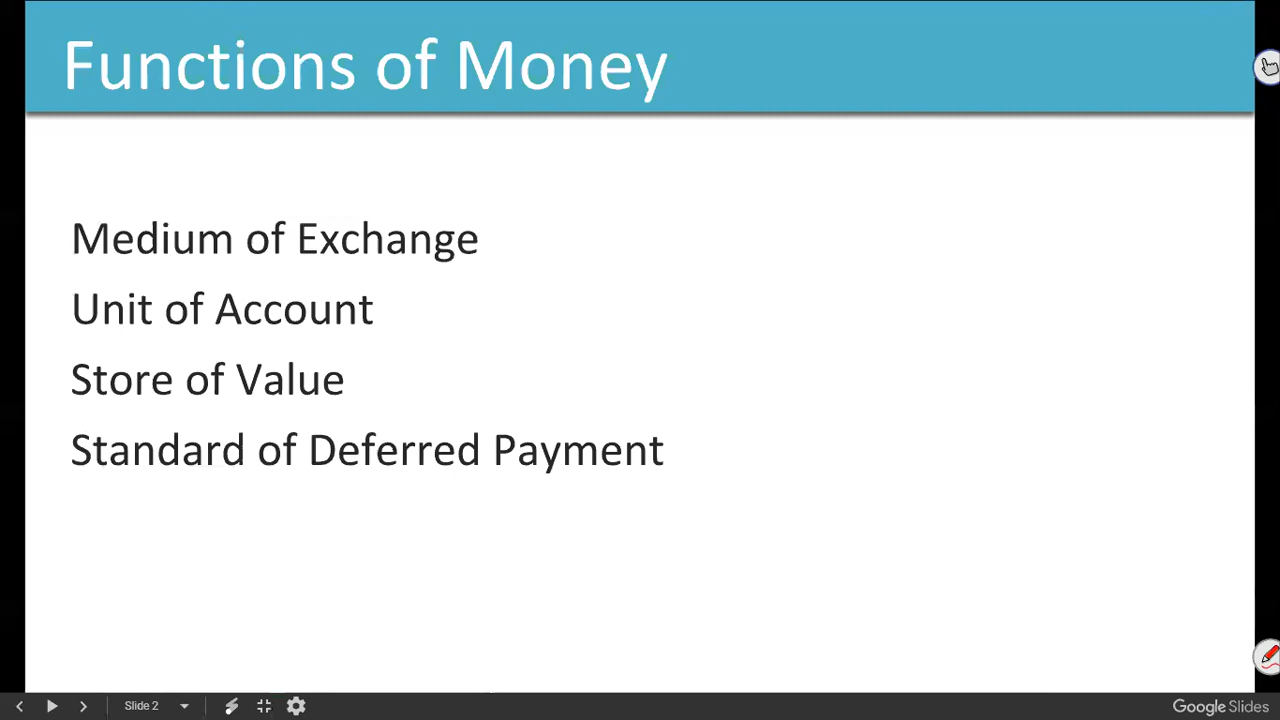 Functions of Money
Medium of Exchange
Unit of Account
Store of Value
Standard of Deferred Payment
Slide 2
Google Slides